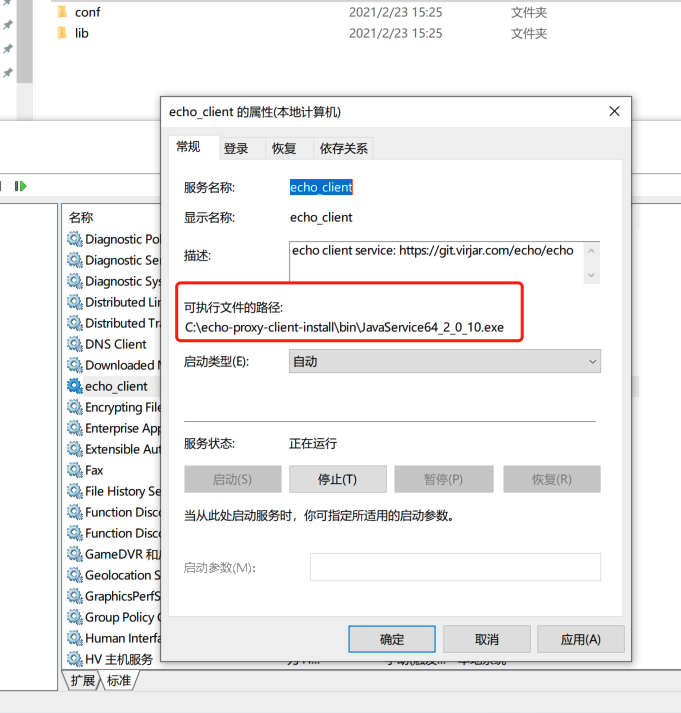 conf 2021/2/23 15:25 文件夹
lib 2021/2/23 15:25 文件夹
echo_client 的属性(本地计算机)
常规 登录 恢复 依存关系
服务名称: echo_client
显示名称: echo_client
描述: echo client service: https://git.virjar.com/echo/echo
可执行文件的路径:
C:\echo-proxy-client-install\bin\JavaService64_2_0_10.exe
启动类型(E): 自动
服务状态: 正在运行
启动(S) 停止(T) 暂停(P) 恢复(R)
当从此处启动服务时，你可指定所适用的启动参数。
启动参数(M):
确定 取消 应用(A)
名称
Diagnostic Pol
Diagnostic Ser
Diagnostic Sys
Distributed Lin
Distributed Tra
DNS Client
Downloaded M
echo_client
Encrypting File
Enterprise App
Extensible Aut
Fax
File History Se
Function Disco
Function Disco
GameDVR 和
Geolocation S
GraphicsPerfS
Group Policy C
Human Interfa
HV 主机服务
扩展 标准